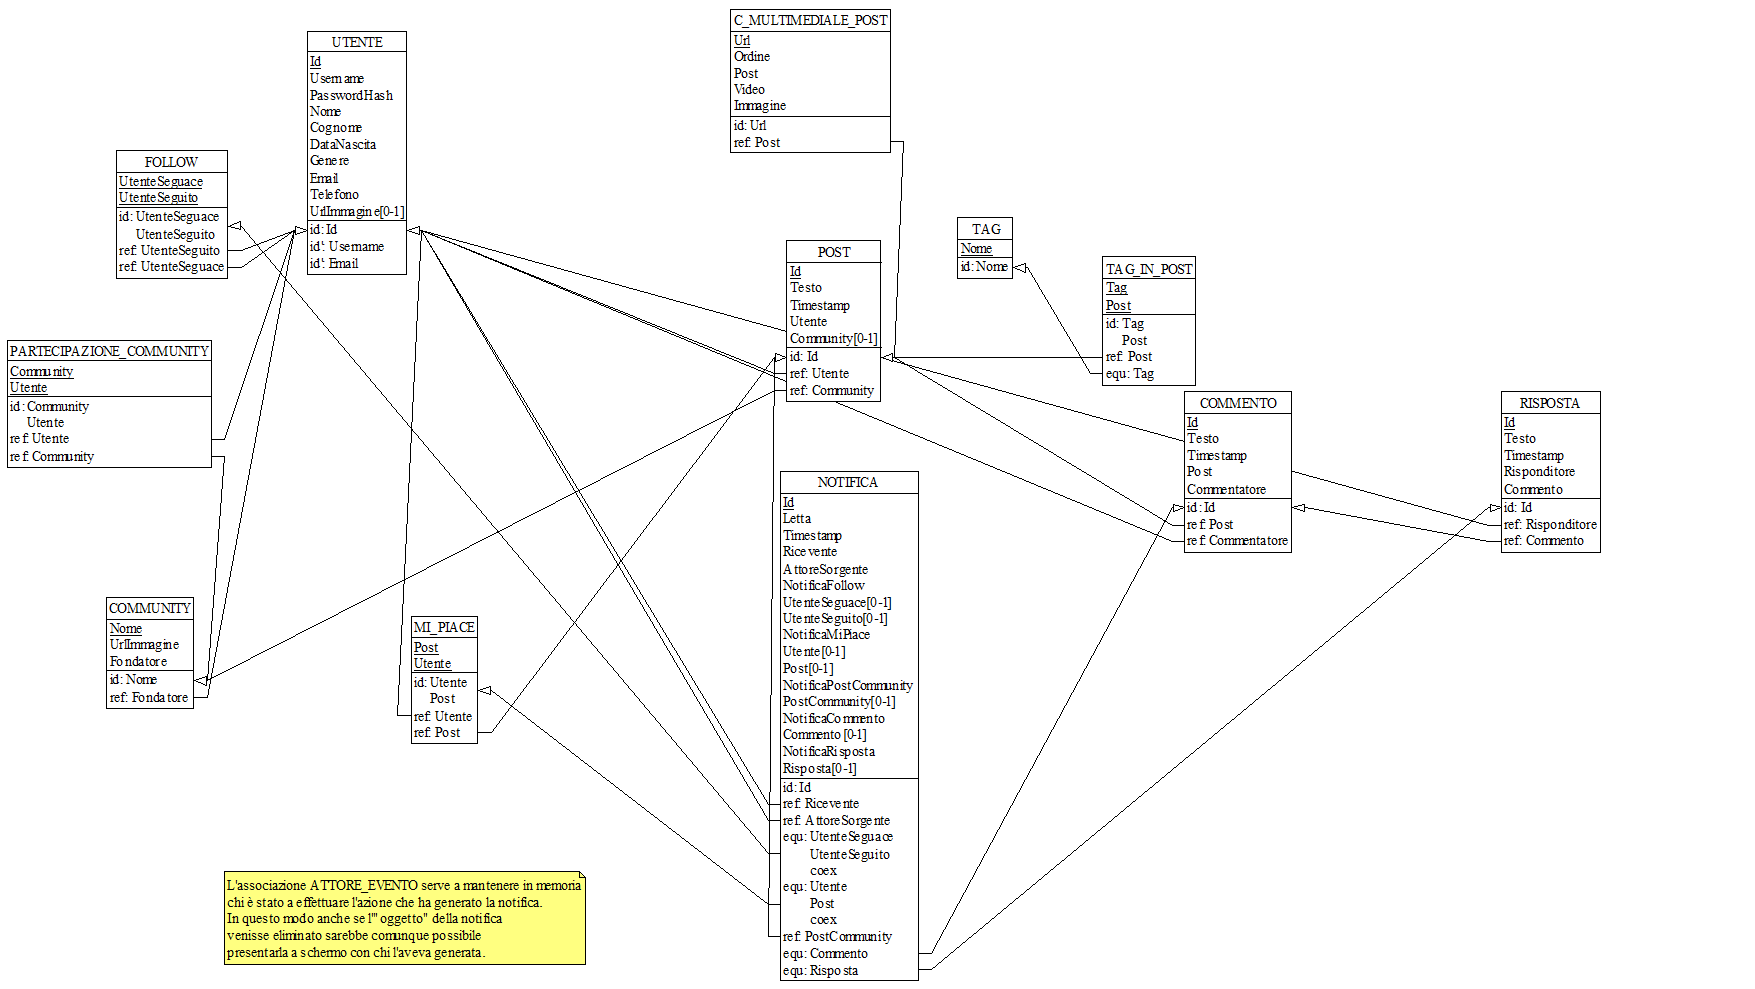 C_MULTIMEDIALE_POST
Url
Ordine
Post
Video
Immagine
id: Url
ref: Post
UTENTE
Id
Username
PasswordHash
Nome
Cognome
DataNascita
Genere
Email
Telefono
UrlImmagine[0-1]
id: Id
id': Username
id': Email
FOLLOW
UtenteSeguace
UtenteSeguito
id: UtenteSeguace
UtenteSeguito
ref: UtenteSeguito
ref: UtenteSeguace
TAG
Nome
id: Nome
POST
Id
Testo
Timestamp
Utente
Community[0-1]
id: Id
ref: Utente
ref: Community
TAG_IN_POST
Tag
Post
id: Tag
Post
ref: Post
equ: Tag
PARTECIPAZIONE_COMMUNITY
Community
Utente
id: Community
Utente
ref: Utente
ref: Community
COMMENTO
Id
Testo
Timestamp
Post
Commentatore
id: Id
ref: Post
ref: Commentatore
RISPOSTA
Id
Testo
Timestamp
Risponditore
Commento
id: Id
ref: Risponditore
ref: Commento
NOTIFICA
Id
Letta
Timestamp
Ricevente
AttoreSorgente
NotificaFollow
UtenteSeguace[0-1]
UtenteSeguito[0-1]
NotificaMiPiace
Utente[0-1]
Post[0-1]
NotificaPostCommunity
PostCommunity[0-1]
NotificaCommento
Commento[0-1]
NotificaRisposta
Risposta[0-1]
id: Id
ref: Ricevente
ref: AttoreSorgente
equ: UtenteSeguace
UtenteSeguito
coex
equ: Utente
Post
coex
ref: PostCommunity
equ: Commento
equ: Risposta
COMMUNITY
Nome
UrlImmagine
Fondatore
id: Nome
ref: Fondatore
MI_PIACE
Post
Utente
id: Utente
Post
ref: Utente
ref: Post
L'associazione ATTORE_EVENTO serve a mantenere in memoria
chi è stato a effettuare l'azione che ha generato la notifica.
In questo modo anche se l'"oggetto" della notifica
venisse eliminato sarebbe comunque possibile
presentarla a schermo con chi l'aveva generata.